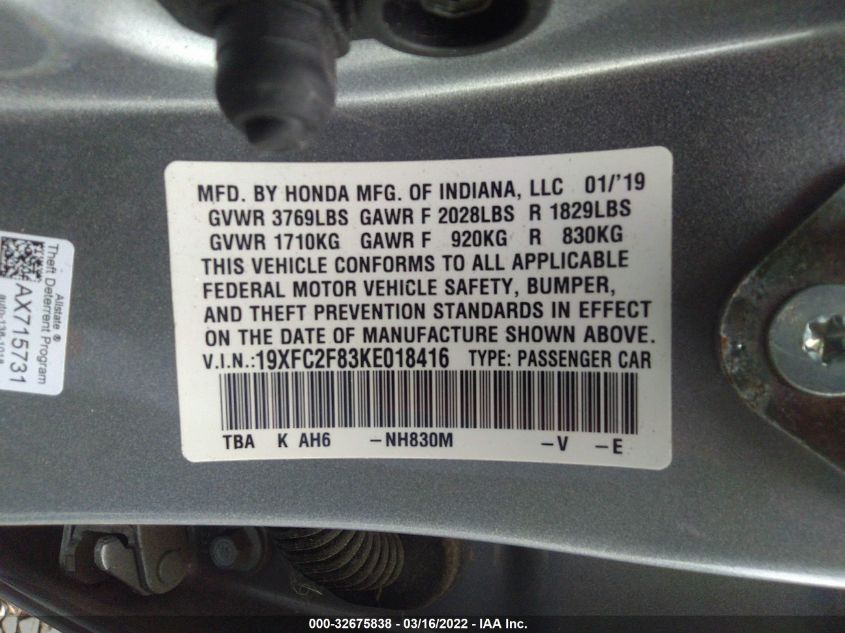 MFD. BY HONDA MFG. OF INDIANA, LLC 01/'19
GVWR 3769LBS GAWR F 2028LBS R 1829LBS
GVWR 1710KG GAWR F 920KG R 830KG
THIS VEHICLE CONFORMS TO ALL APPLICABLE
FEDERAL MOTOR VEHICLE SAFETY, BUMPER,
AND THEFT PREVENTION STANDARDS IN EFFECT
ON THE DATE OF MANUFACTURE SHOWN ABOVE.
V.I.N.:19XFC2F83KE018416 TYPE: PASSENGER CAR
TBA K AH6 -NH830M -V -E
Allstate®
Theft Deterrent Program
AX715731
000-32675838 - 03/16/2022 - IAA Inc.